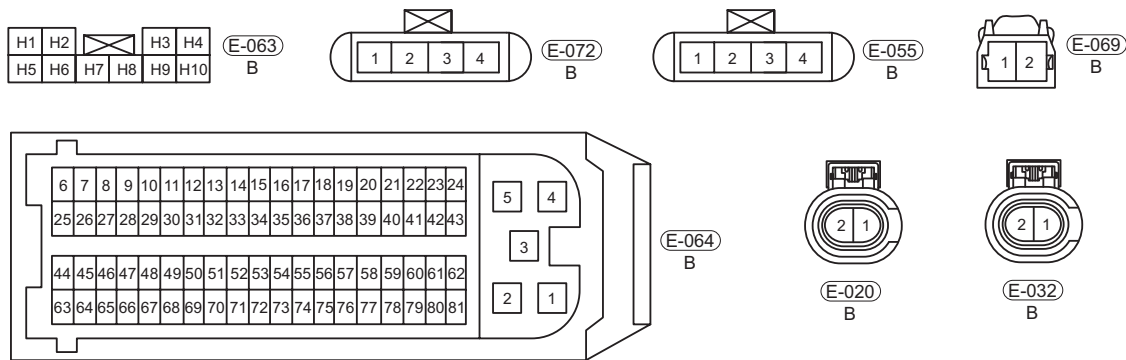 H1 H2 H3 H4
H5 H6 H7 H8 H9 H10
E-063
B
1 2 3 4
E-072
B
1 2 3 4
E-055
B
1 2
E-069
B
6 7 8 9 10 11 12 13 14 15 16 17 18 19 20 21 22 23 24
25 26 27 28 29 30 31 32 33 34 35 36 37 38 39 40 41 42 43
44 45 46 47 48 49 50 51 52 53 54 55 56 57 58 59 60 61 62
63 64 65 66 67 68 69 70 71 72 73 74 75 76 77 78 79 80 81
5 4
3
2 1
E-064
B
2 1
E-020
B
2 1
E-032
B